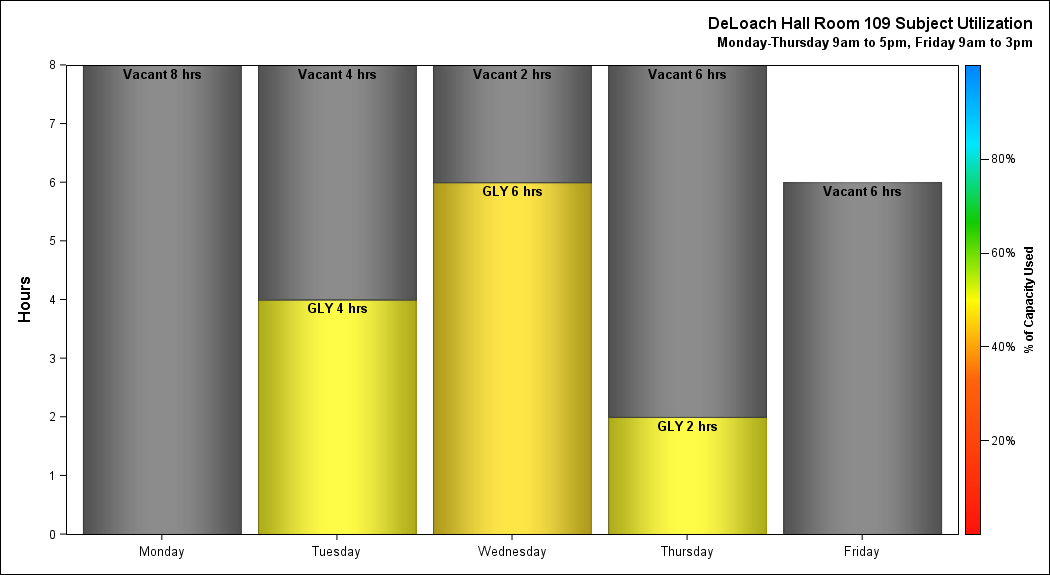 DeLoach Hall Room 109 Subject Utilization
Monday-Thursday 9am to 5pm, Friday 9am to 3pm
8
7
6
5
4
3
2
1
0
Hours
Vacant 8 hrs
Vacant 4 hrs
Vacant 2 hrs
Vacant 6 hrs
GLY 6 hrs
Vacant 6 hrs
GLY 4 hrs
GLY 2 hrs
Monday
Tuesday
Wednesday
Thursday
Friday
80%
60%
40%
20%
% of Capacity Used